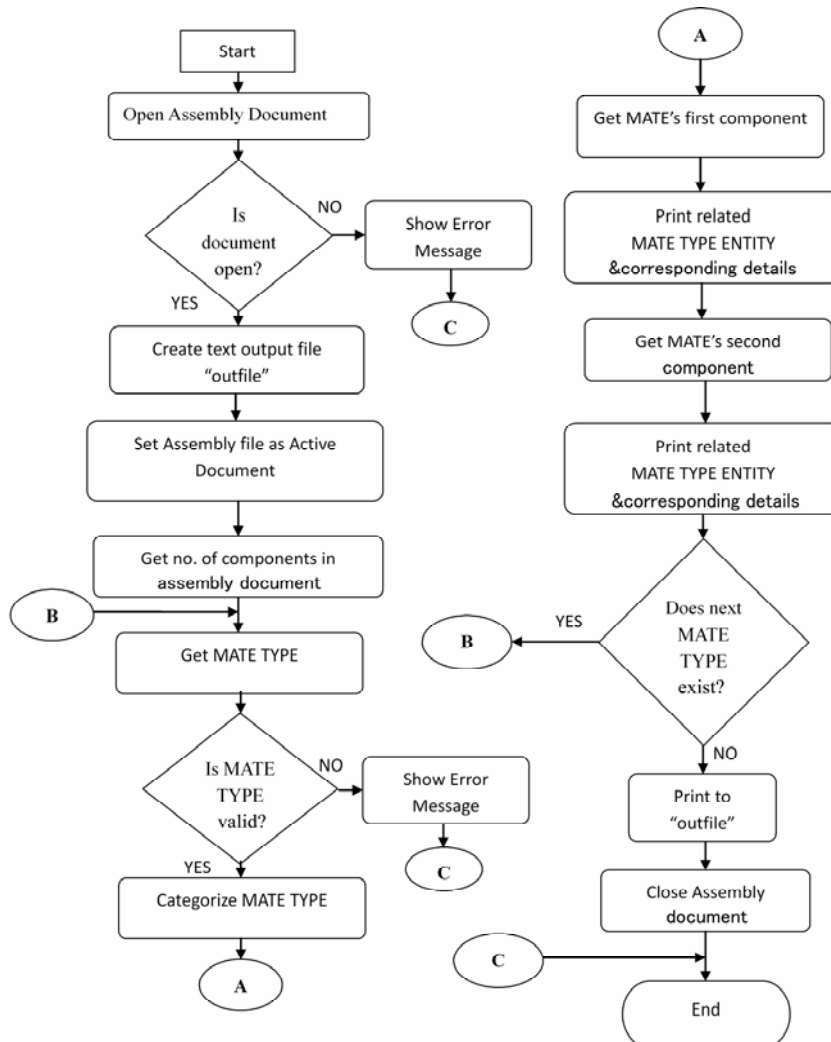 Start
Open Assembly Document
Is
document
open?
NO
Show Error
Message
C
YES
Create text output file
“outfile”
Set Assembly file as Active
Document
Get no. of components in
assembly document
B
Get MATE TYPE
Is MATE
TYPE
valid?
NO
Show Error
Message
C
YES
Categorize MATE TYPE
A
A
Get MATE’s first component
Print related
MATE TYPE ENTITY
&corresponding details
Get MATE’s second
component
Print related
MATE TYPE ENTITY
&corresponding details
Does next
MATE
TYPE
exist?
YES
B
NO
Print to
“outfile”
Close Assembly
document
C
End